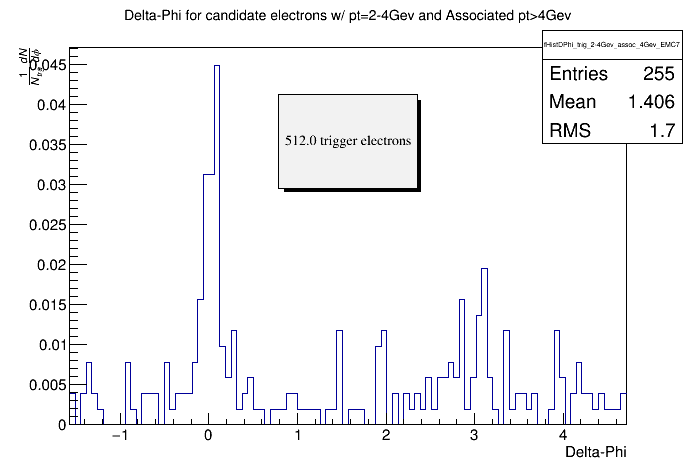 Delta-Phi for candidate electrons w/ pt=2-4Gev and Associated pt>4Gev
fHistDPhi_trig_2-4Gev_assoc_4Gev_EMC7
Entries 255
Mean 1.406
RMS 1.7
512.0 trigger electrons
0.045
0.04
0.035
0.03
0.025
0.02
0.015
0.01
0.005
0
−1 0 1 2 3 4
Delta-Phi